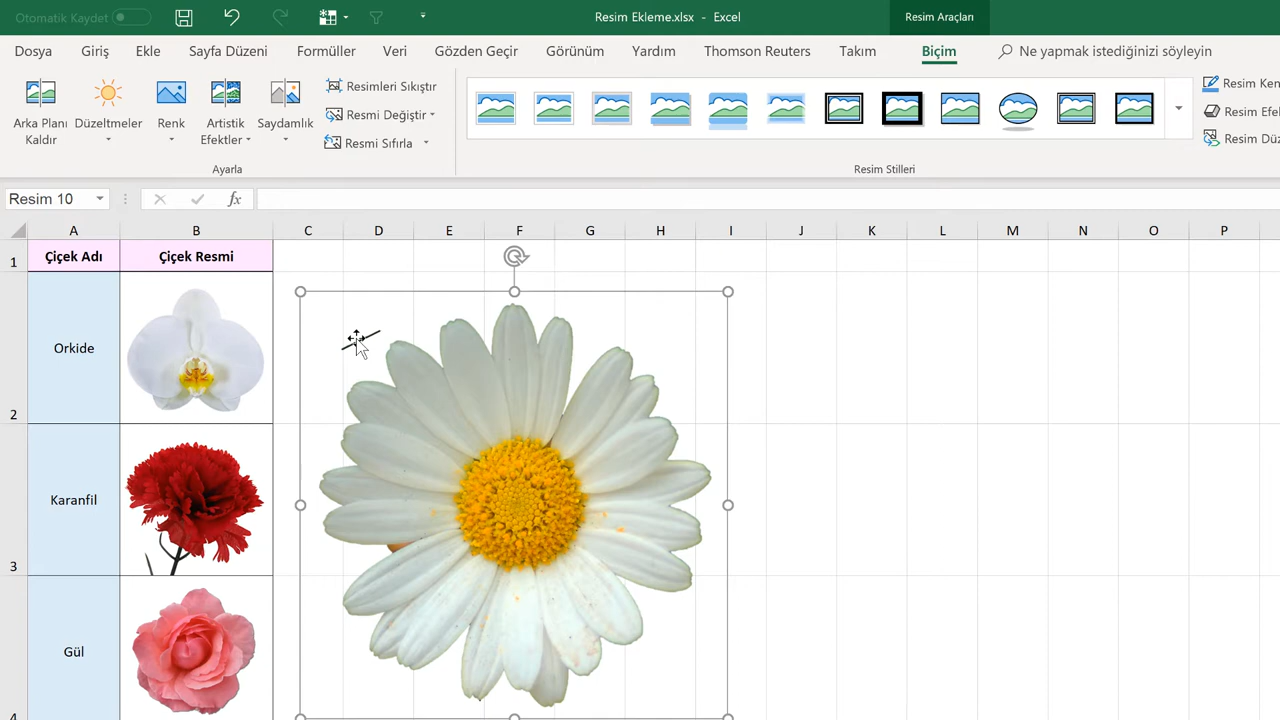 Otomatik Kaydet
Resim Ekleme.xlsx - Excel
Resim Araçları
Dosya Giriş Ekle Sayfa Düzeni Formüller Veri Gözden Geçir Görünüm Yardım Thomson Reuters Takım Biçim Ne yapmak istediğinizi söyleyin
Arka Planı Kaldır
Düzeltmeler
Renk
Artistik Efektler
Saydamlık
Resimleri Sıkıştır
Resmi Değiştir
Resmi Sıfırla
Ayarla
Resim Stilleri
Resim Ken
Resim Efe
Resim Düz
Resim 10
fx
A B C D E F G H I J K L M N O P
1 Çiçek Adı Çiçek Resmi
2 Orkide
3 Karanfil
4 Gül